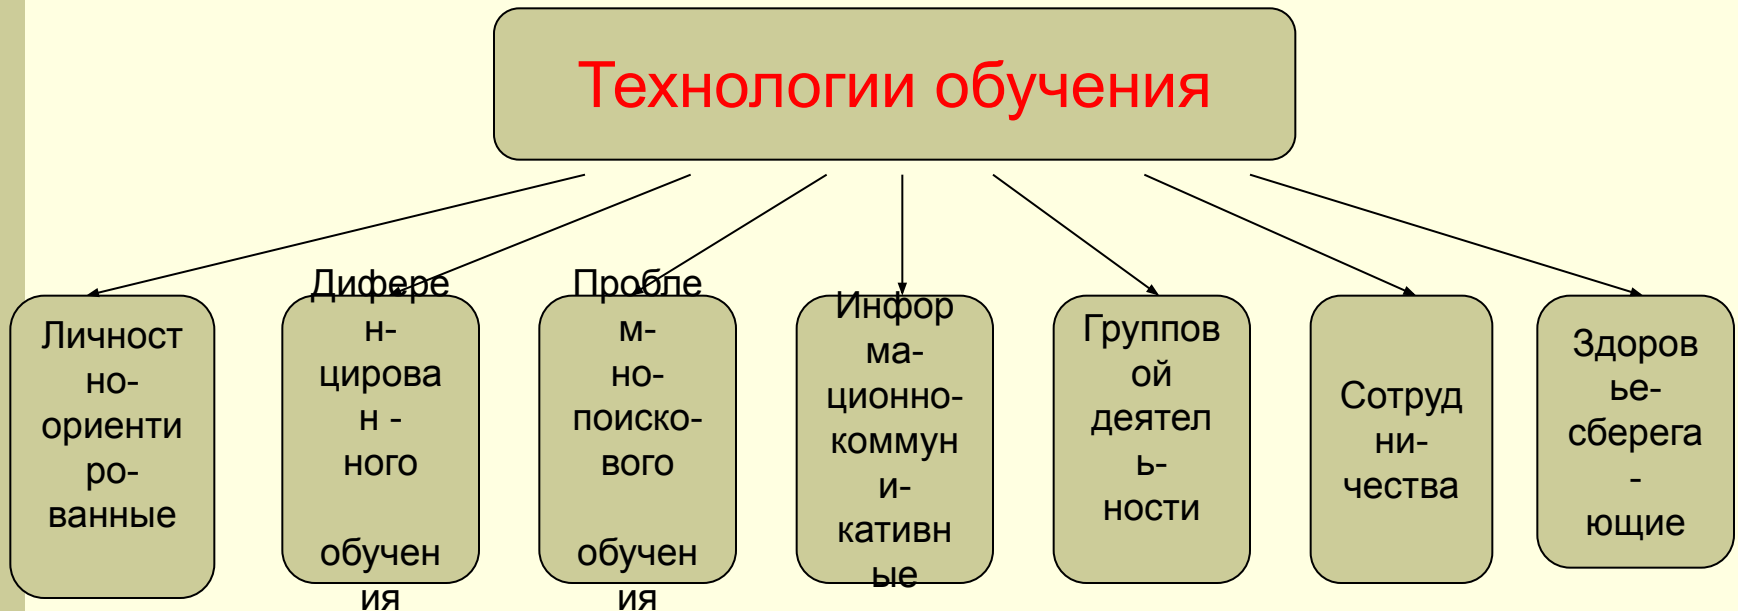 Технологии обучения
Личност
но-
ориенти
ро-
ванные
Дифере
н-
цирова
н -
ного
обучен
ия
Пробле
м-
но-
поиско-
вого
обучен
ия
Инфор
ма-
ционно-
коммун
и-
кативн
ые
Группов
ой
деятел
ь-
ности
Сотруд
ни-
чества
Здоров
ье-
сберега
-
ющие